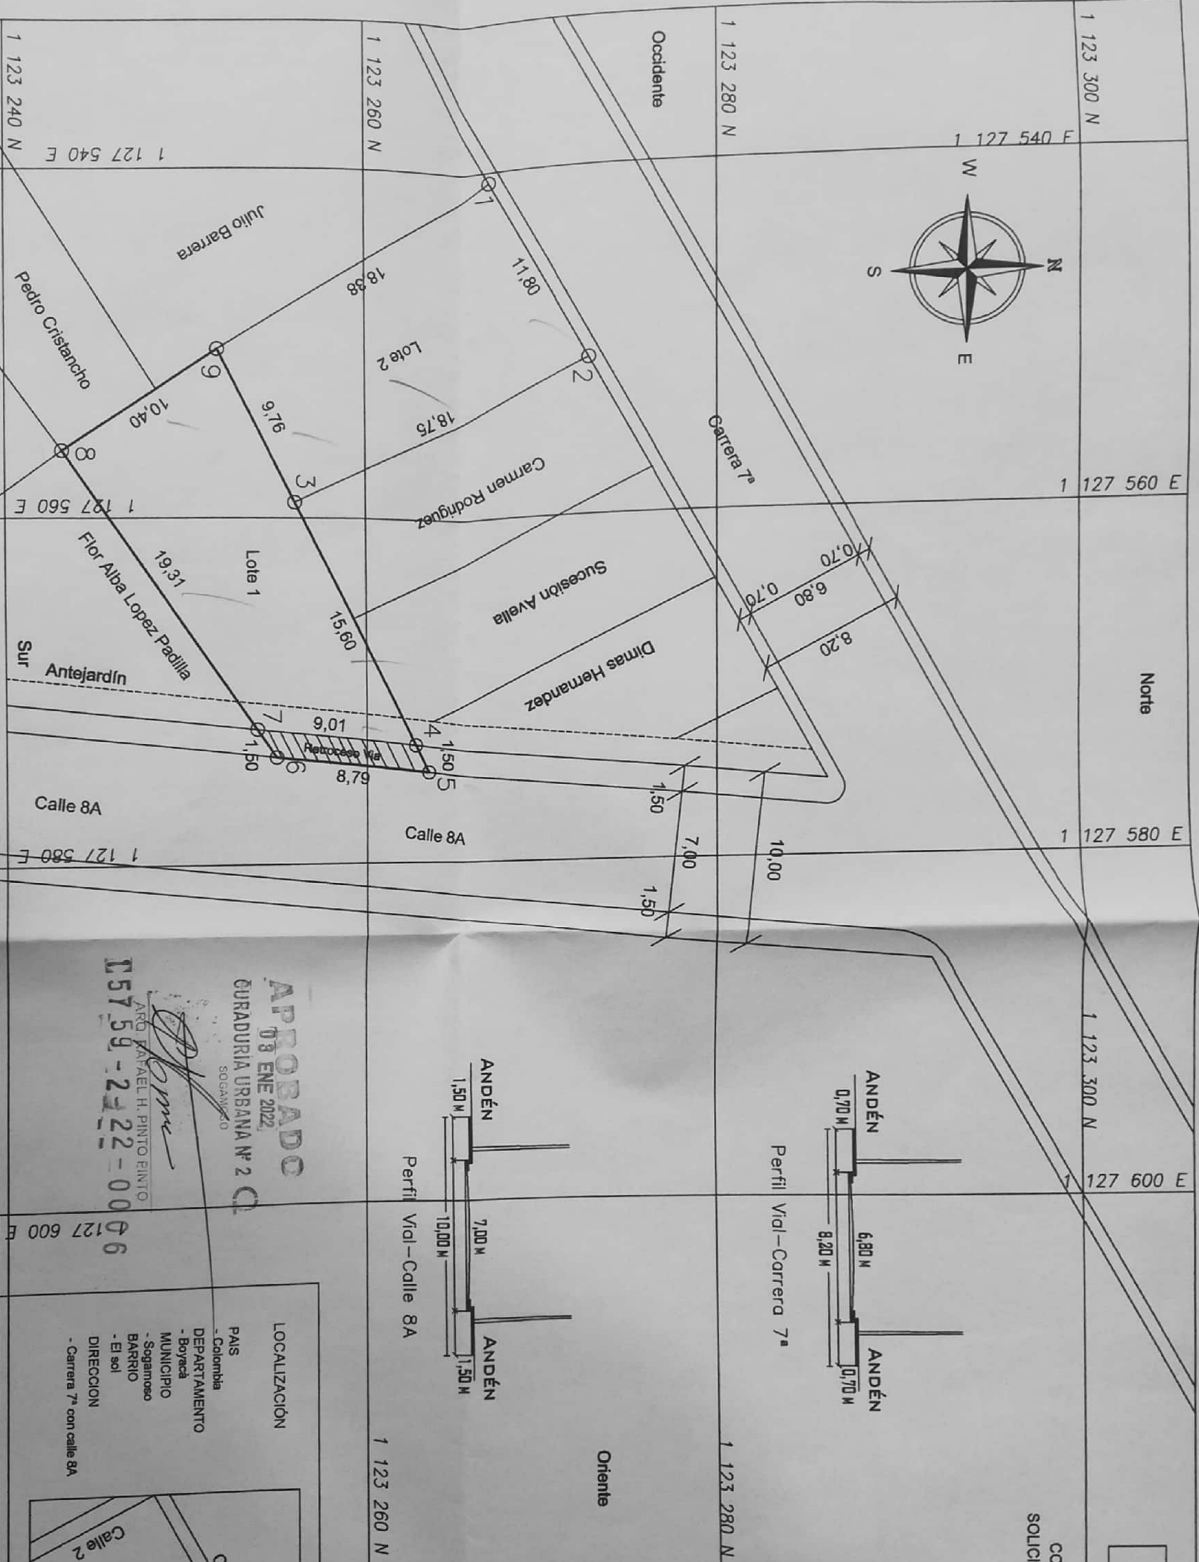 1 123 240 N
1 123 260 N
1 123 280 N
1 123 300 N
Occidente
1 127 540 E
1 127 540 E
W
N
S
E
Julio Barrera
Pedro Cristancho
1
11,80
18,88
2
Lote 2
18,75
9
9,76
10,40
8
3
Carrera 7ª
Carmen Rodriguez
1 127 560 E
1 127 560 E
Flor Alba Lopez Padilla
19,31
Lote 1
15,60
Sucesiòn Avella
Dimas Hernandez
0,70
6,80
0,70
8,20
Norte
Sur
Antejardín
7
9,01
4
1,50
Retroceso Via
1,50
6
8,79
5
Calle 8A
Calle 8A
1,50
7,00
10,00
1,50
1 127 580 E
1 127 580 E
APROBADO
03 ENE 2022
CURADURIA URBANA Nº 2
SOGAMOSO
ARQ. RAFAEL H. PINTO PINTO
C5759-2-22-0006
1 123 300 N
ANDÉN
1,50 M
7,00 M
10,00 M
ANDÉN
1,50 M
Perfil Vial-Calle 8A
ANDÉN
0,70 M
6,80 M
8,20 M
ANDÉN
0,70 M
Perfil Vial-Carrera 7ª
1 127 600 E
127 600 E
LOCALIZACIÓN
PAIS
- Colombia
DEPARTAMENTO
- Boyacà
MUNICIPIO
- Sogamoso
BARRIO
- El sol
DIRECCION
- Carrera 7ª con calle 8A
Oriente
1 123 260 N
1 123 280 N
Calle 2
CO
SOLICI